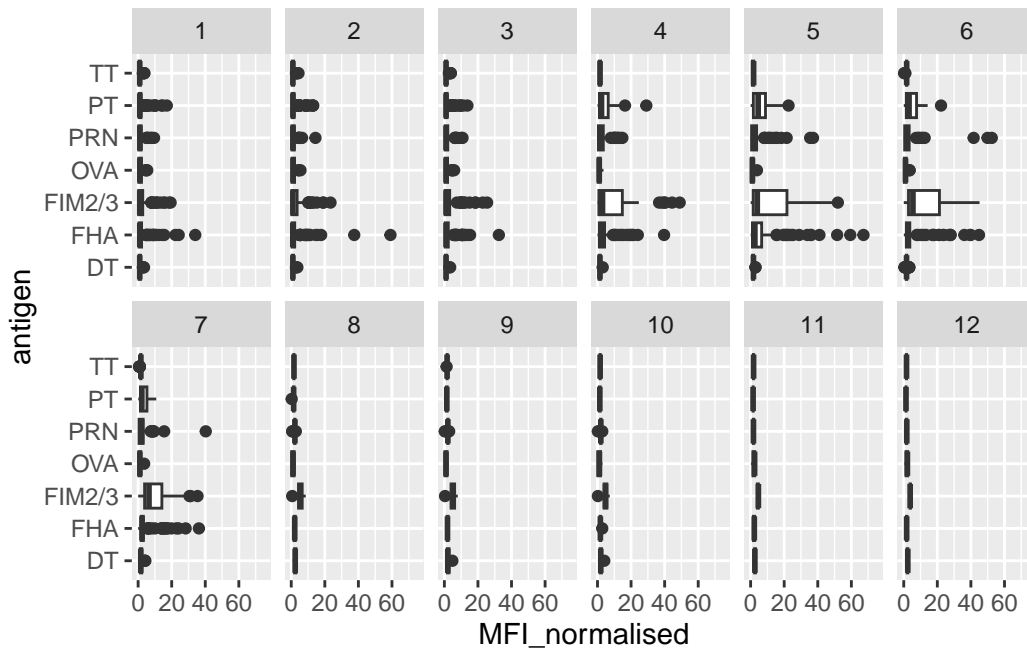 1 2 3 4 5 6
TT
PT
PRN
OVA
FIM2/3
FHA
DT
antigen
7 8 9 10 11 12
TT
PT
PRN
OVA
FIM2/3
FHA
DT
0 20 40 60 0 20 40 60 0 20 40 60 0 20 40 60 0 20 40 60 0 20 40 60
MFI_normalised